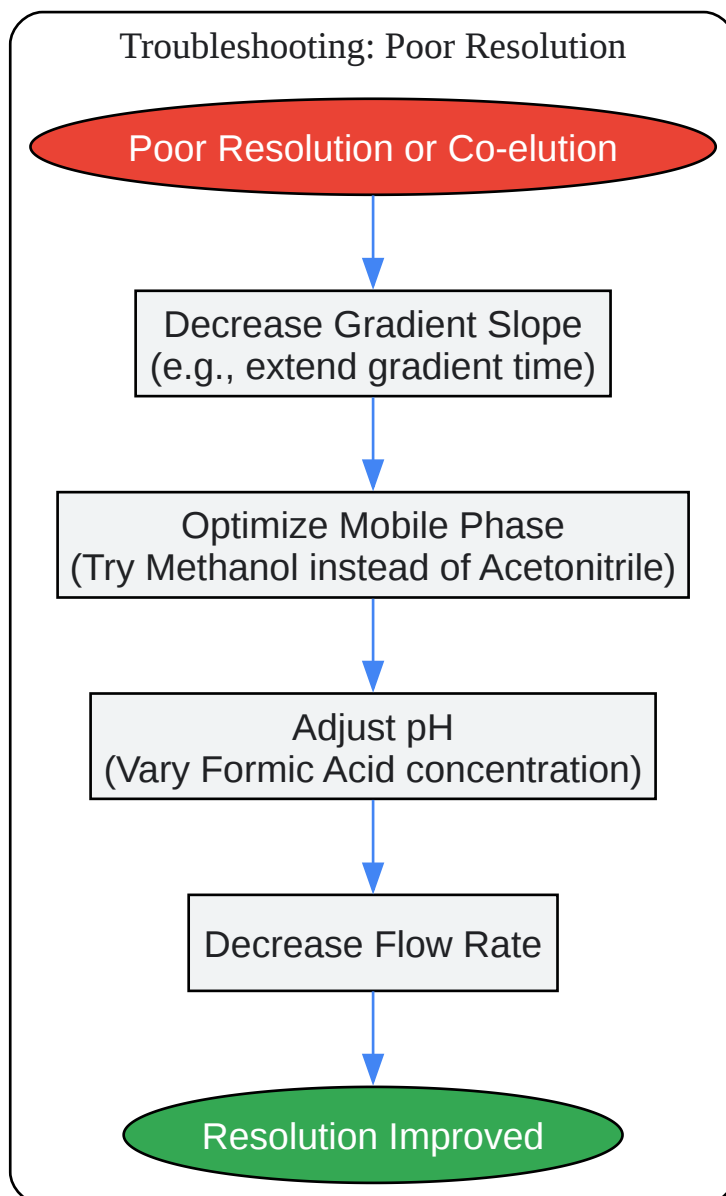 Troubleshooting: Poor Resolution
Poor Resolution or Co-elution
Decrease Gradient Slope
(e.g., extend gradient time)
Optimize Mobile Phase
(Try Methanol instead of Acetonitrile)
Adjust pH
(Vary Formic Acid concentration)
Decrease Flow Rate
Resolution Improved